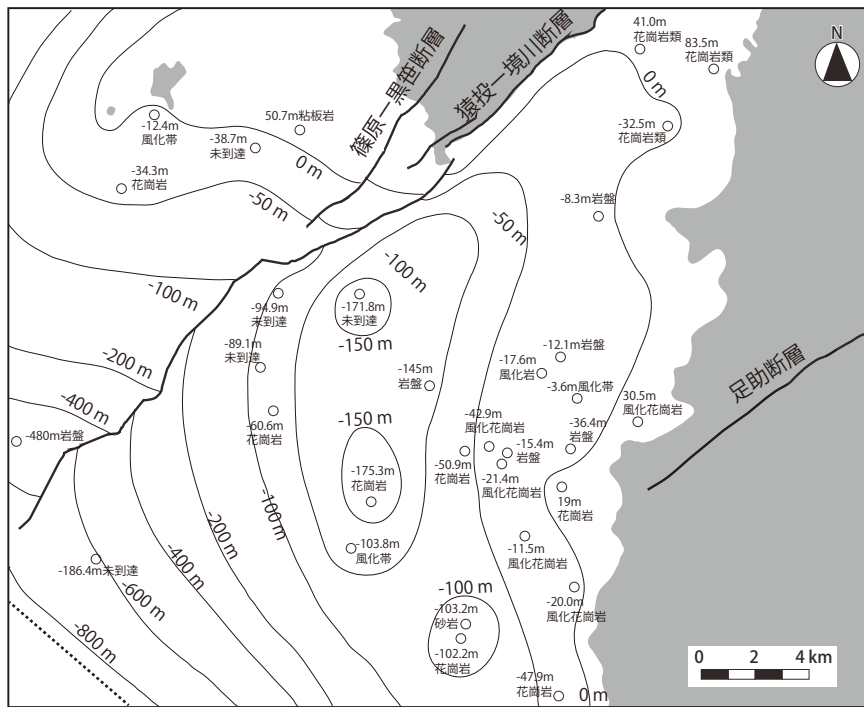 41.0m
花崗岩類
83.5m
花崗岩類
N
0 m
-12.4m
風化帯
50.7m粘板岩
-38.7m
未到達
篠原ー黒笹断層
猿投ー境川断層
-32.5m
花崗岩類
0 m
-34.3m
花崗岩
-50 m
-50 m
-8.3m岩盤
-100 m
-100 m
-94.9m
未到達
-171.8m
未到達
-89.1m
未到達
-150 m
-12.1m岩盤
-17.6m
風化岩
-145m
岩盤
-3.6m風化帯
足助断層
-200 m
-400 m
-60.6m
花崗岩
-150 m
-42.9m
風化花崗岩
30.5m
風化花崗岩
-36.4m
岩盤
-480m岩盤
-15.4m
岩盤
-50.9m
花崗岩
-21.4m
風化花崗岩
-175.3m
花崗岩
19m
花崗岩
-100 m
-200 m
-400 m
-103.8m
風化帯
-11.5m
風化花崗岩
-186.4m未到達
-600 m
-100 m
-20.0m
風化花崗岩
-103.2m
砂岩
-102.2m
花崗岩
-800 m
-47.9m
花崗岩
0 m
0 2 4 km